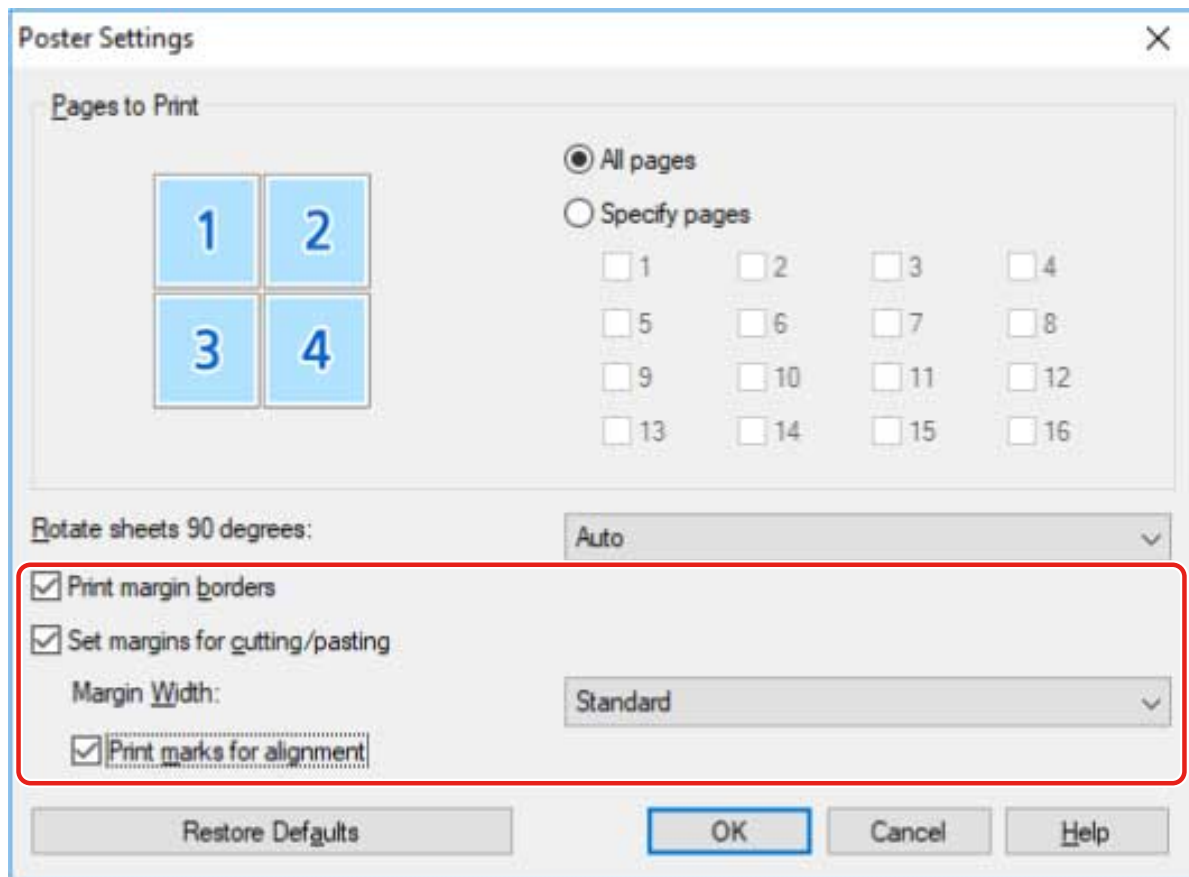 Poster Settings
Pages to Print
1 2
3 4
All pages
Specify pages
1 2 3 4
5 6 7 8
9 10 11 12
13 14 15 16
Rotate sheets 90 degrees: Auto
Print margin borders
Set margins for cutting/pasting
Margin Width: Standard
Print marks for alignment
Restore Defaults OK Cancel Help